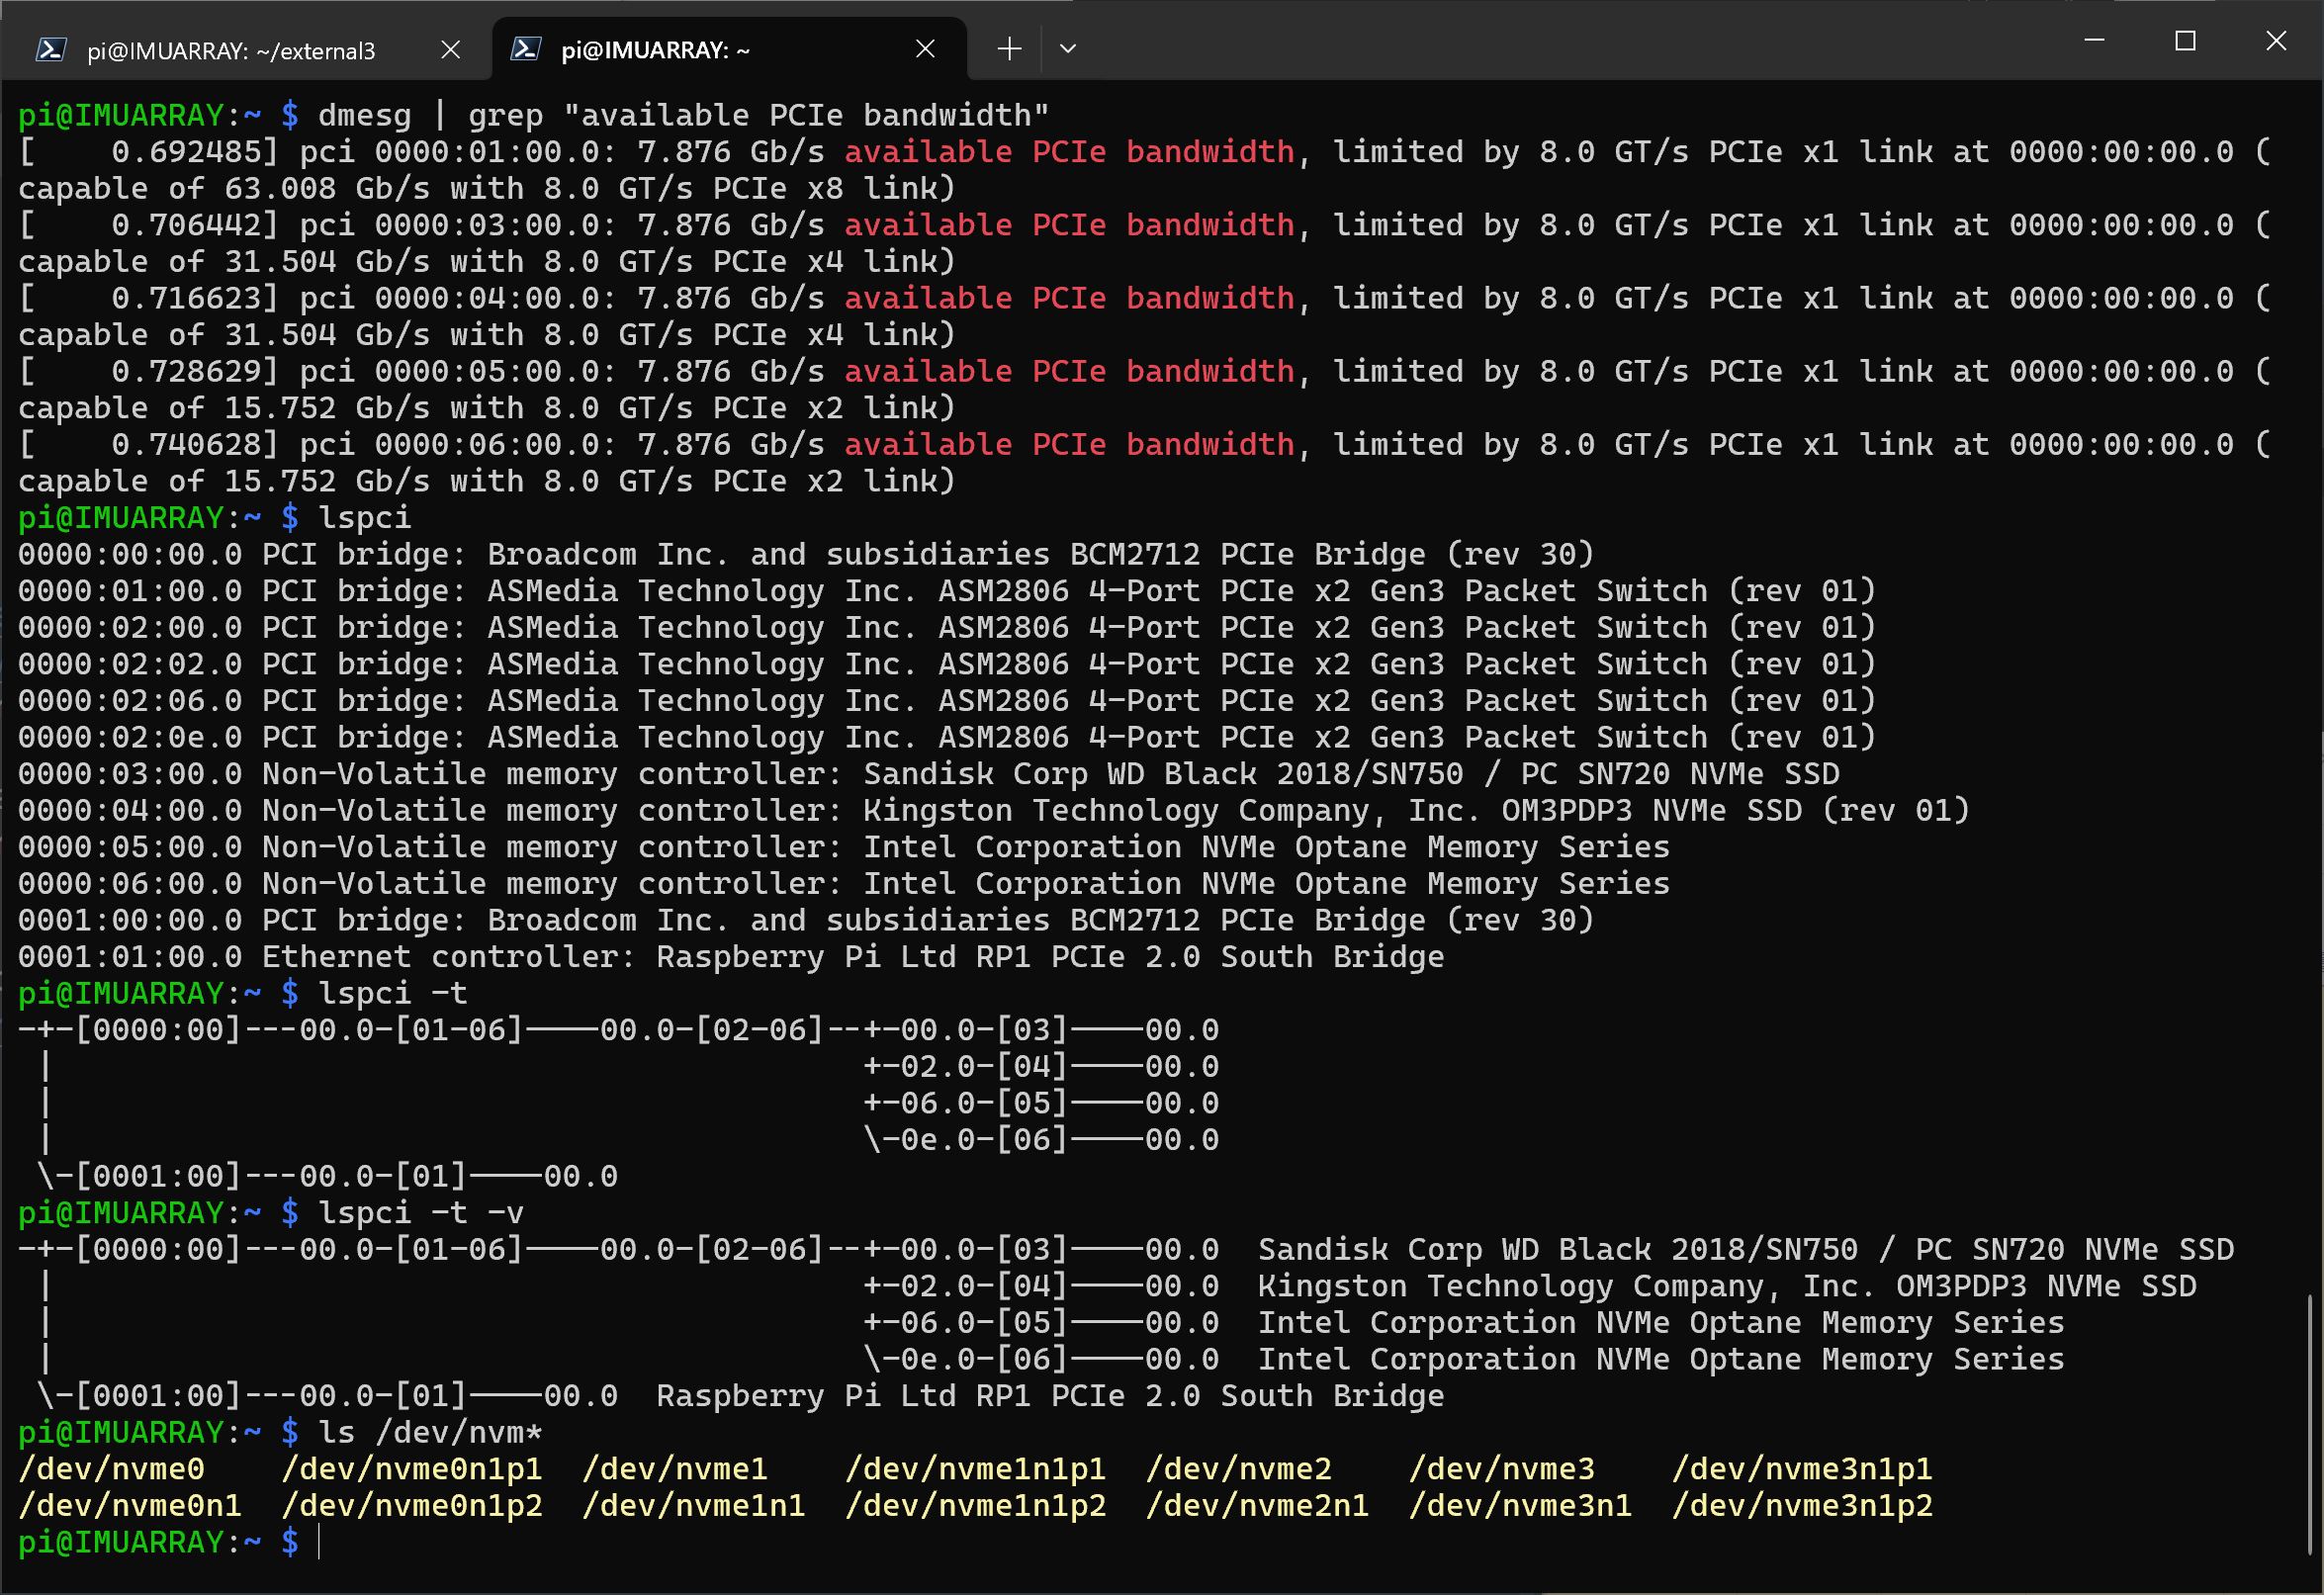 pi@IMUARRAY: ~/external3
pi@IMUARRAY: ~
pi@IMUARRAY:~ $ dmesg | grep "available PCIe bandwidth"
[    0.692485] pci 0000:01:00.0: 7.876 Gb/s available PCIe bandwidth, limited by 8.0 GT/s PCIe x1 link at 0000:00:00.0 (
capable of 63.008 Gb/s with 8.0 GT/s PCIe x8 link)
[    0.706442] pci 0000:03:00.0: 7.876 Gb/s available PCIe bandwidth, limited by 8.0 GT/s PCIe x1 link at 0000:00:00.0 (
capable of 31.504 Gb/s with 8.0 GT/s PCIe x4 link)
[    0.716623] pci 0000:04:00.0: 7.876 Gb/s available PCIe bandwidth, limited by 8.0 GT/s PCIe x1 link at 0000:00:00.0 (
capable of 31.504 Gb/s with 8.0 GT/s PCIe x4 link)
[    0.728629] pci 0000:05:00.0: 7.876 Gb/s available PCIe bandwidth, limited by 8.0 GT/s PCIe x1 link at 0000:00:00.0 (
capable of 15.752 Gb/s with 8.0 GT/s PCIe x2 link)
[    0.740628] pci 0000:06:00.0: 7.876 Gb/s available PCIe bandwidth, limited by 8.0 GT/s PCIe x1 link at 0000:00:00.0 (
capable of 15.752 Gb/s with 8.0 GT/s PCIe x2 link)
pi@IMUARRAY:~ $ lspci
0000:00:00.0 PCI bridge: Broadcom Inc. and subsidiaries BCM2712 PCIe Bridge (rev 30)
0000:01:00.0 PCI bridge: ASMedia Technology Inc. ASM2806 4-Port PCIe x2 Gen3 Packet Switch (rev 01)
0000:02:00.0 PCI bridge: ASMedia Technology Inc. ASM2806 4-Port PCIe x2 Gen3 Packet Switch (rev 01)
0000:02:02.0 PCI bridge: ASMedia Technology Inc. ASM2806 4-Port PCIe x2 Gen3 Packet Switch (rev 01)
0000:02:06.0 PCI bridge: ASMedia Technology Inc. ASM2806 4-Port PCIe x2 Gen3 Packet Switch (rev 01)
0000:02:0e.0 PCI bridge: ASMedia Technology Inc. ASM2806 4-Port PCIe x2 Gen3 Packet Switch (rev 01)
0000:03:00.0 Non-Volatile memory controller: Sandisk Corp WD Black 2018/SN750 / PC SN720 NVMe SSD
0000:04:00.0 Non-Volatile memory controller: Kingston Technology Company, Inc. OM3PDP3 NVMe SSD (rev 01)
0000:05:00.0 Non-Volatile memory controller: Intel Corporation NVMe Optane Memory Series
0000:06:00.0 Non-Volatile memory controller: Intel Corporation NVMe Optane Memory Series
0001:00:00.0 PCI bridge: Broadcom Inc. and subsidiaries BCM2712 PCIe Bridge (rev 30)
0001:01:00.0 Ethernet controller: Raspberry Pi Ltd RP1 PCIe 2.0 South Bridge
pi@IMUARRAY:~ $ lspci -t
-+-[0000:00]---00.0-[01-06]----00.0-[02-06]--+-00.0-[03]----00.0
 |                                           +-02.0-[04]----00.0
 |                                           +-06.0-[05]----00.0
 |                                           \-0e.0-[06]----00.0
 \-[0001:00]---00.0-[01]----00.0
pi@IMUARRAY:~ $ lspci -t -v
-+-[0000:00]---00.0-[01-06]----00.0-[02-06]--+-00.0-[03]----00.0  Sandisk Corp WD Black 2018/SN750 / PC SN720 NVMe SSD
 |                                           +-02.0-[04]----00.0  Kingston Technology Company, Inc. OM3PDP3 NVMe SSD
 |                                           +-06.0-[05]----00.0  Intel Corporation NVMe Optane Memory Series
 |                                           \-0e.0-[06]----00.0  Intel Corporation NVMe Optane Memory Series
 \-[0001:00]---00.0-[01]----00.0  Raspberry Pi Ltd RP1 PCIe 2.0 South Bridge
pi@IMUARRAY:~ $ ls /dev/nvm*
/dev/nvme0    /dev/nvme0n1p1  /dev/nvme1    /dev/nvme1n1p1  /dev/nvme2    /dev/nvme3    /dev/nvme3n1p1
/dev/nvme0n1  /dev/nvme0n1p2  /dev/nvme1n1  /dev/nvme1n1p2  /dev/nvme2n1  /dev/nvme3n1  /dev/nvme3n1p2
pi@IMUARRAY:~ $